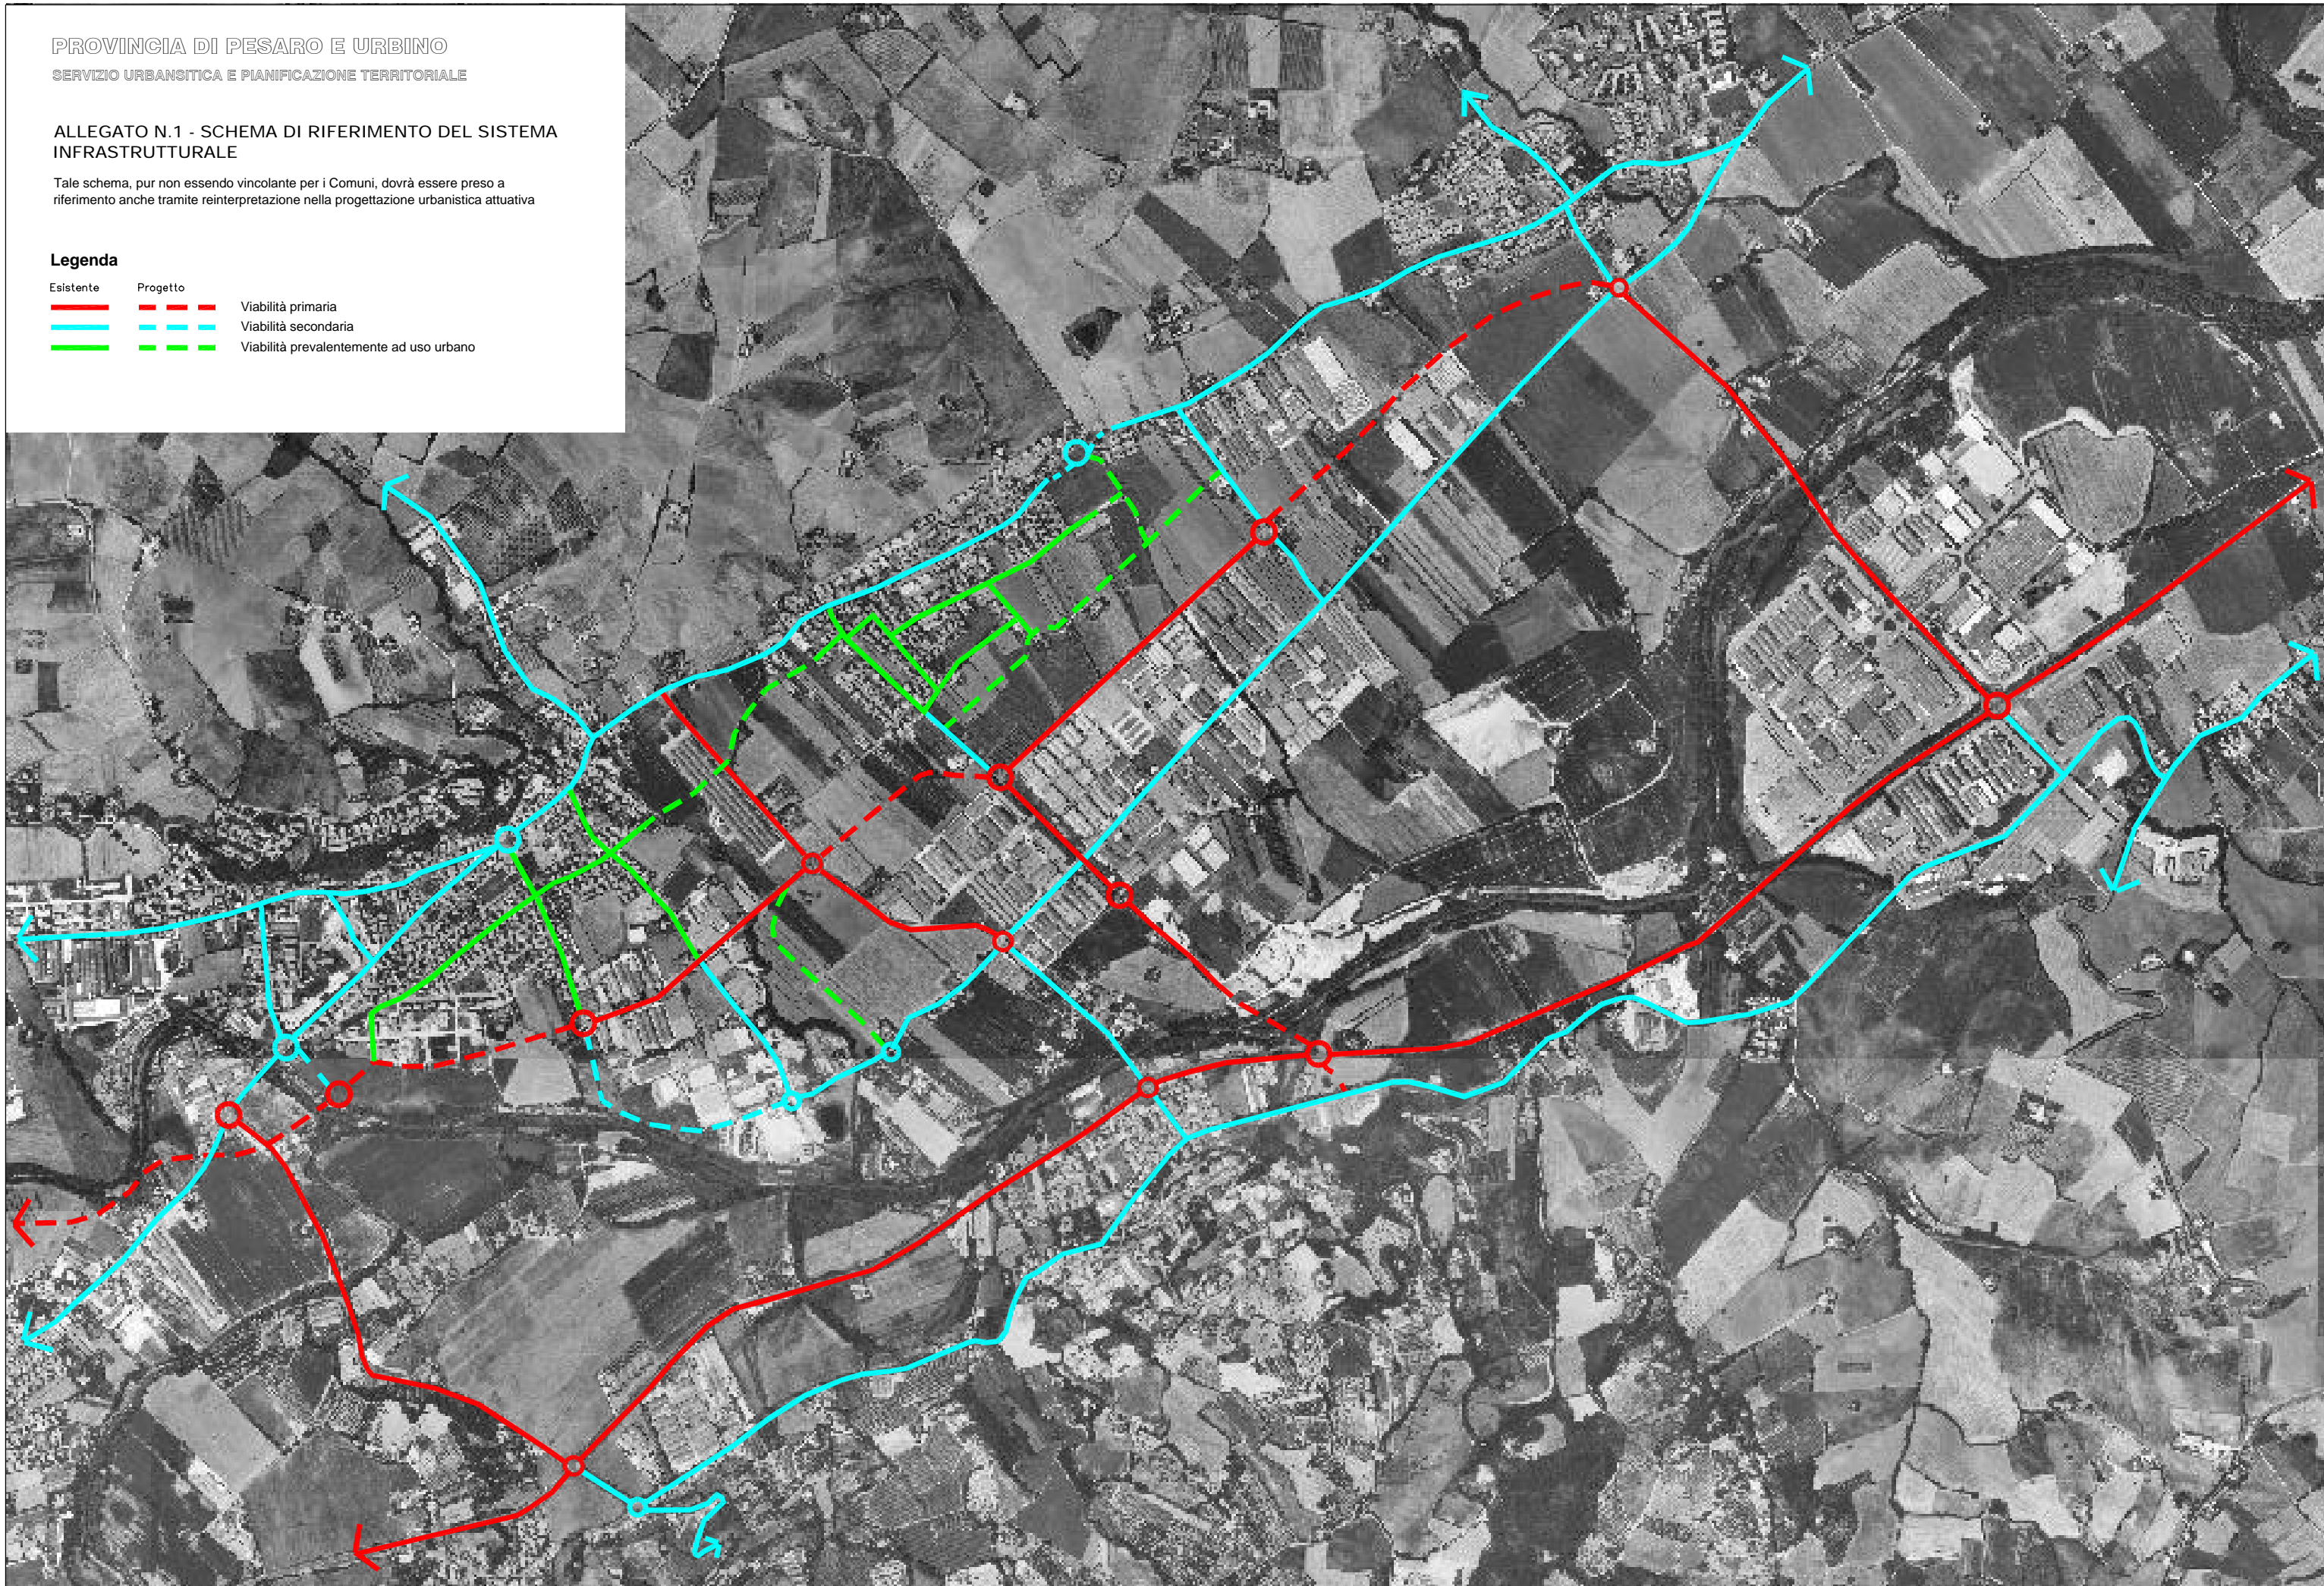 PROVINCIA DI PESARO E URBINO
SERVIZIO URBANSITICA E PIANIFICAZIONE TERRITORIALE
ALLEGATO N.1 - SCHEMA DI RIFERIMENTO DEL SISTEMA
INFRASTRUTTURALE
Tale schema, pur non essendo vincolante per i Comuni, dovrà essere preso a
riferimento anche tramite reinterpretazione nella progettazione urbanistica attuativa
Legenda
Esistente Progetto
Viabilità primaria
Viabilità secondaria
Viabilità prevalentemente ad uso urbano